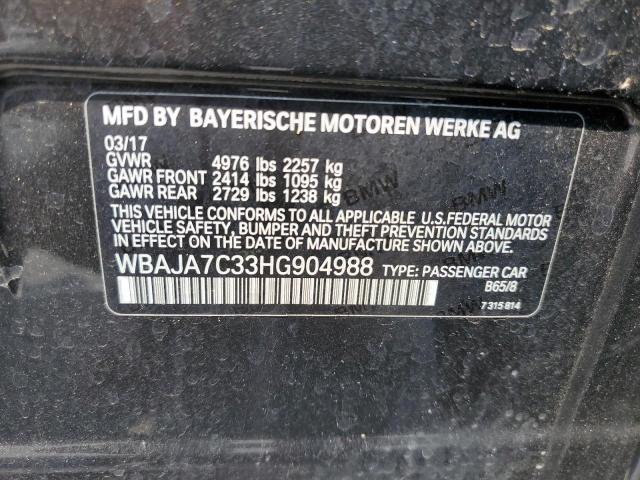 MFD BY BAYERISCHE MOTOREN WERKE AG
03/17
GVWR 4976 lbs 2257 kg
GAWR FRONT 2414 lbs 1095 kg
GAWR REAR 2729 lbs 1238 kg
THIS VEHICLE CONFORMS TO ALL APPLICABLE U.S.FEDERAL MOTOR
VEHICLE SAFETY, BUMPER AND THEFT PREVENTION STANDARDS
IN EFFECT ON THE DATE OF MANUFACTURE SHOWN ABOVE.
WBAJA7C33HG904988 TYPE: PASSENGER CAR
B65/8
7 315 814
BMW
BMW
BMW